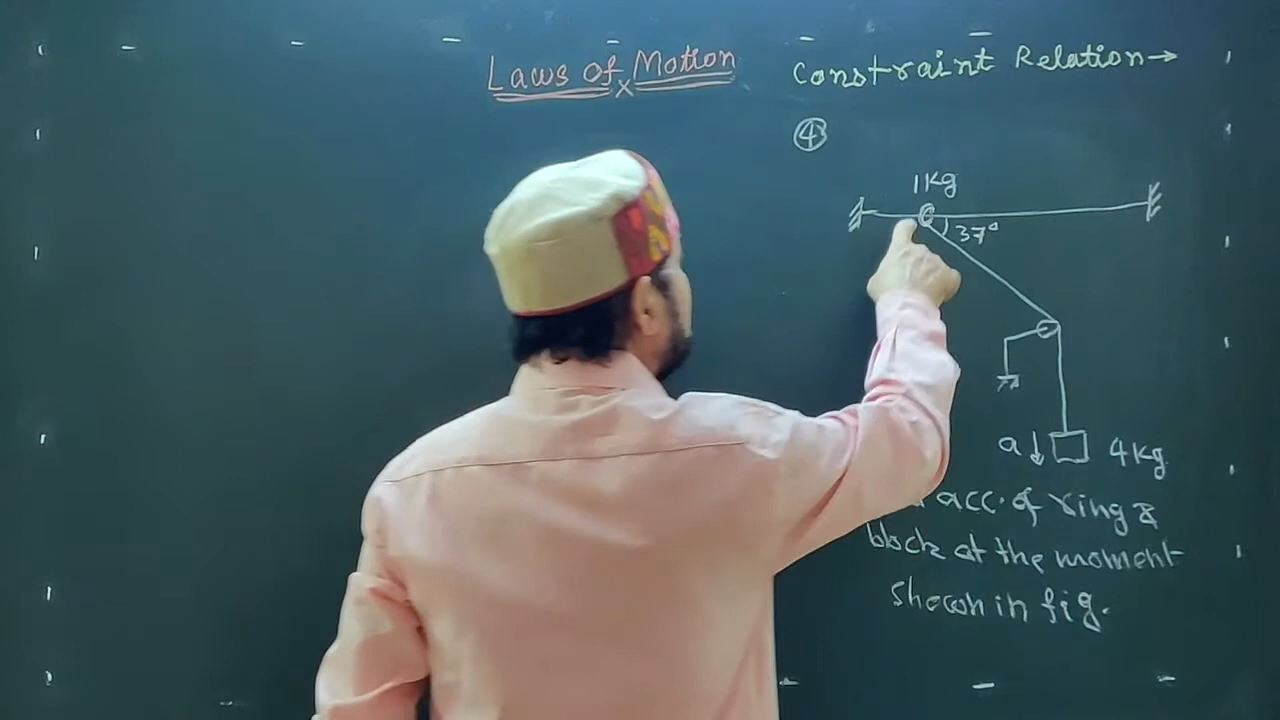 Laws of Motion
x
Constraint Relation→
④
1Kg
37°
a↓
4Kg
acc. of ring &
block at the moment
shown in fig.